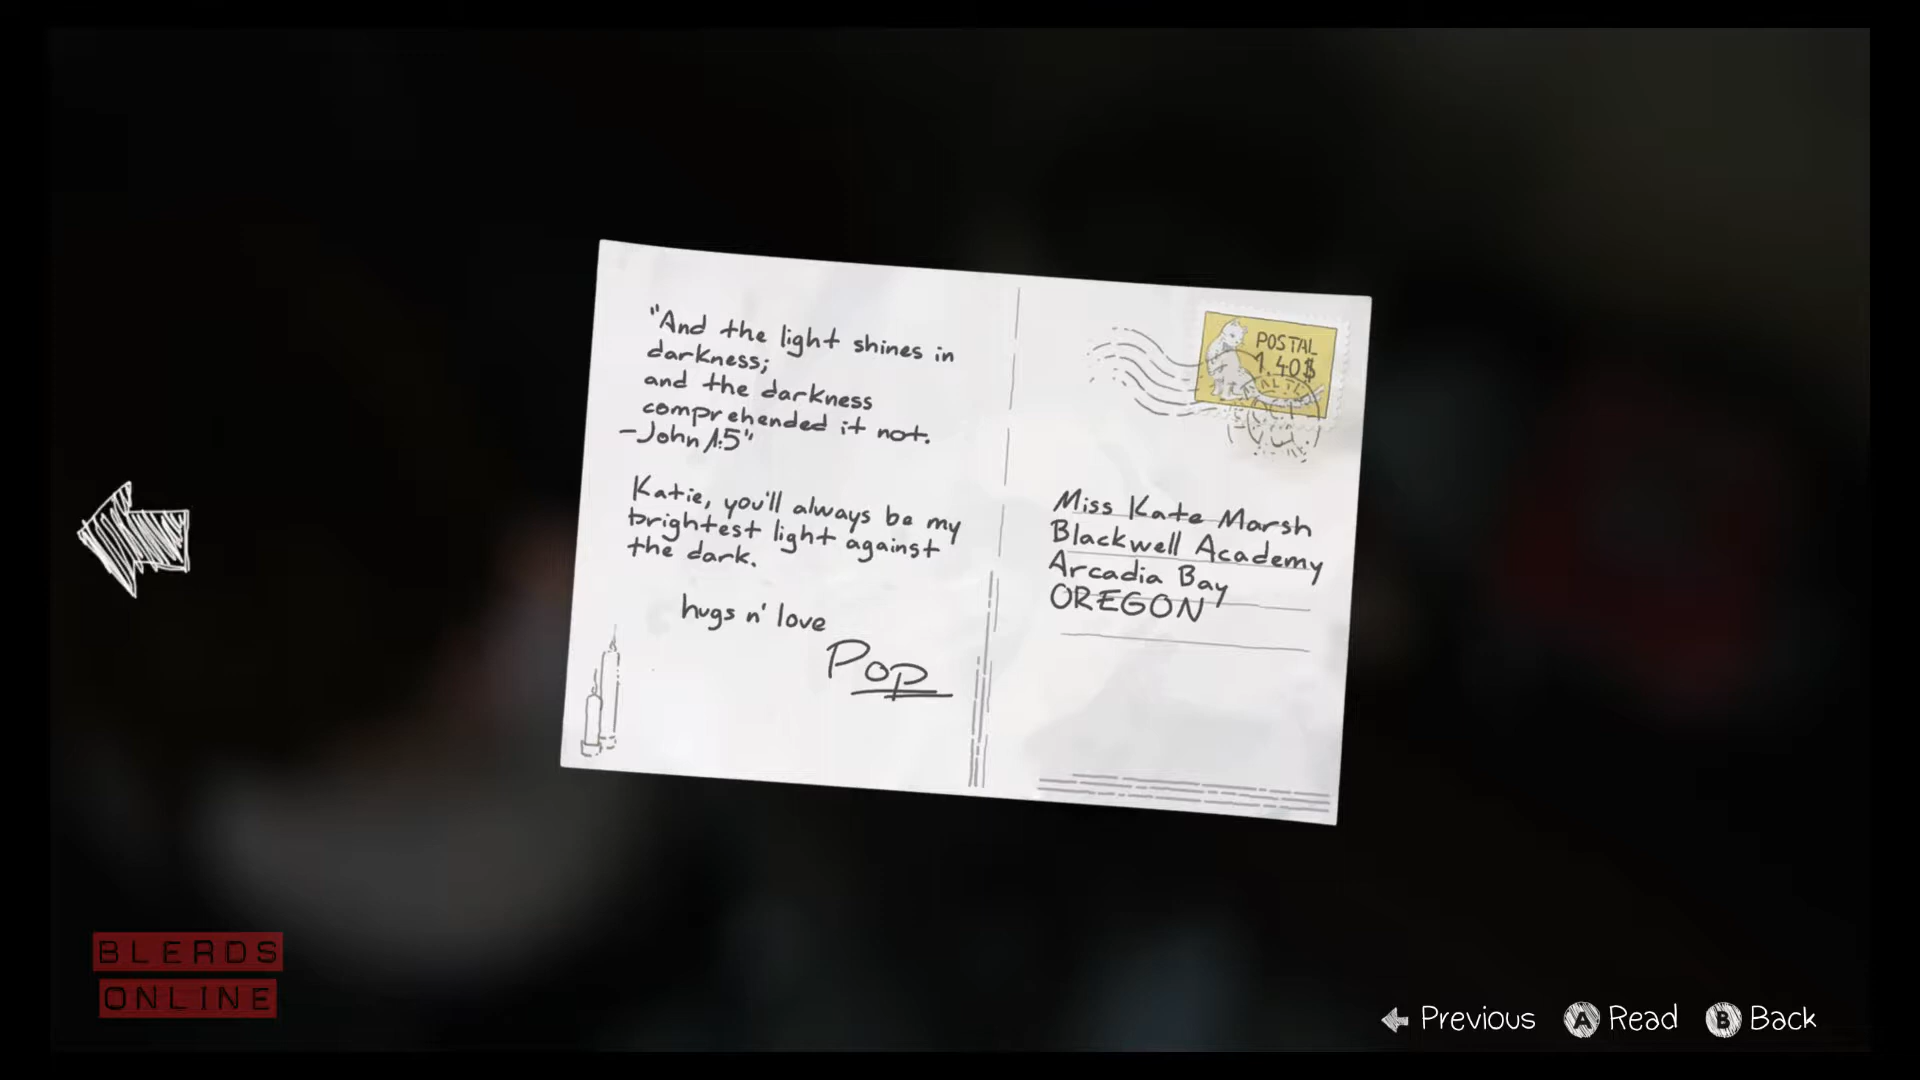 "And the light shines in
darkness;
and the darkness
comprehended it not.
-John 1:5"
Katie, you'll always be my
brightest light against
the dark.
hugs n' love
Pop
POSTAL
1.40$
Miss Kate Marsh
Blackwell Academy
Arcadia Bay
OREGON
BLERDS
ONLINE
Previous
A Read
B Back